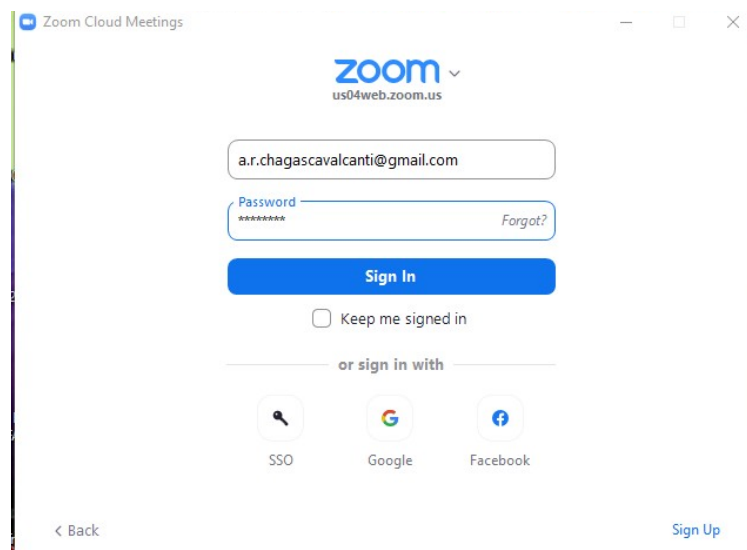 Zoom Cloud Meetings
zoom
us04web.zoom.us
a.r.chagascavalcanti@gmail.com
Password
********
Forgot?
Sign In
Keep me signed in
or sign in with
SSO
Google
Facebook
< Back
Sign Up